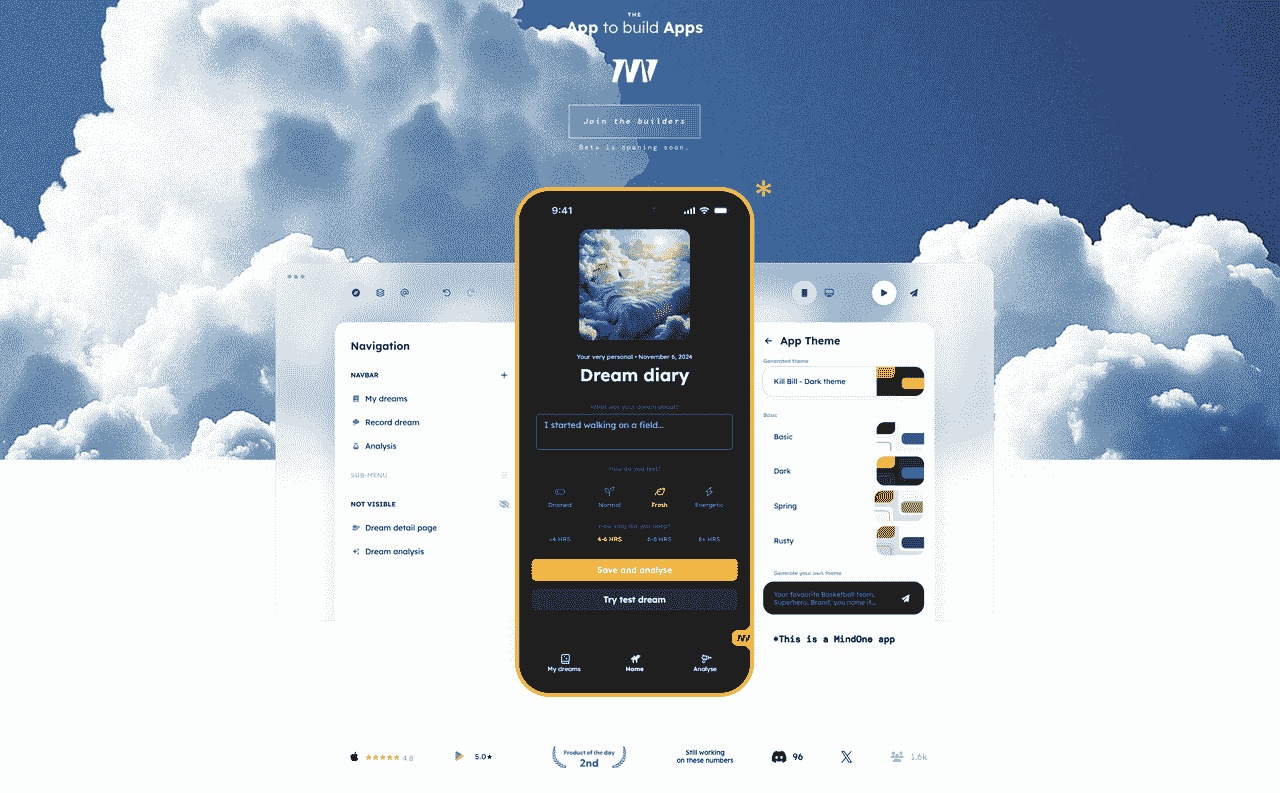 THE
App to build Apps
Join the builders
Beta is opening soon.
9:41
Your very personal • November 6, 2024
Dream diary
What was your dream about?
I started walking on a field...
How do you feel?
Drained
Normal
Fresh
Energetic
How long did you sleep?
<4 HRS
4-6 HRS
6-8 HRS
8+ HRS
Save and analyse
Try test dream
My dreams
Home
Analyse
Navigation
NAVBAR
My dreams
Record dream
Analysis
SUB-MENU
NOT VISIBLE
Dream detail page
Dream analysis
App Theme
Generated theme
Kill Bill - Dark theme
Basic
Basic
Dark
Spring
Rusty
Generate your own theme
Your favourite Basketball team,
Superhero, Brand, you name it...
*This is a MindOne app
4.8
5.0★
Product of the day
2nd
Still working
on these numbers
96
1.6k